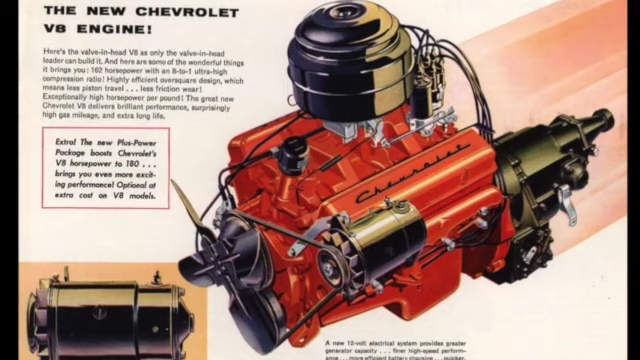 THE NEW CHEVROLET
V8 ENGINE!
Here's the valve-in-head V8 as only the valve-in-head
leader can build it. And here are some of the wonderful things
it brings you: 162 horsepower with an 8-to-1 ultra-high
compression ratio! Highly efficient oversquare design, which
means less piston travel . . . less friction wear!
Exceptionally high horsepower per pound! The great new
Chevrolet V8 delivers brilliant performance, surprisingly
high gas mileage, and extra long life.
Extra! The new Plus-Power
Package boosts Chevrolet's
V8 horsepower to 180 . . .
brings you even more excit-
ing performance! Optional at
extra cost on V8 models.
Chevrolet
A new 12-volt electrical system provides greater
generator capacity . . . finer high-speed perform-
ance . . . more efficient battery charging . . . quicker,